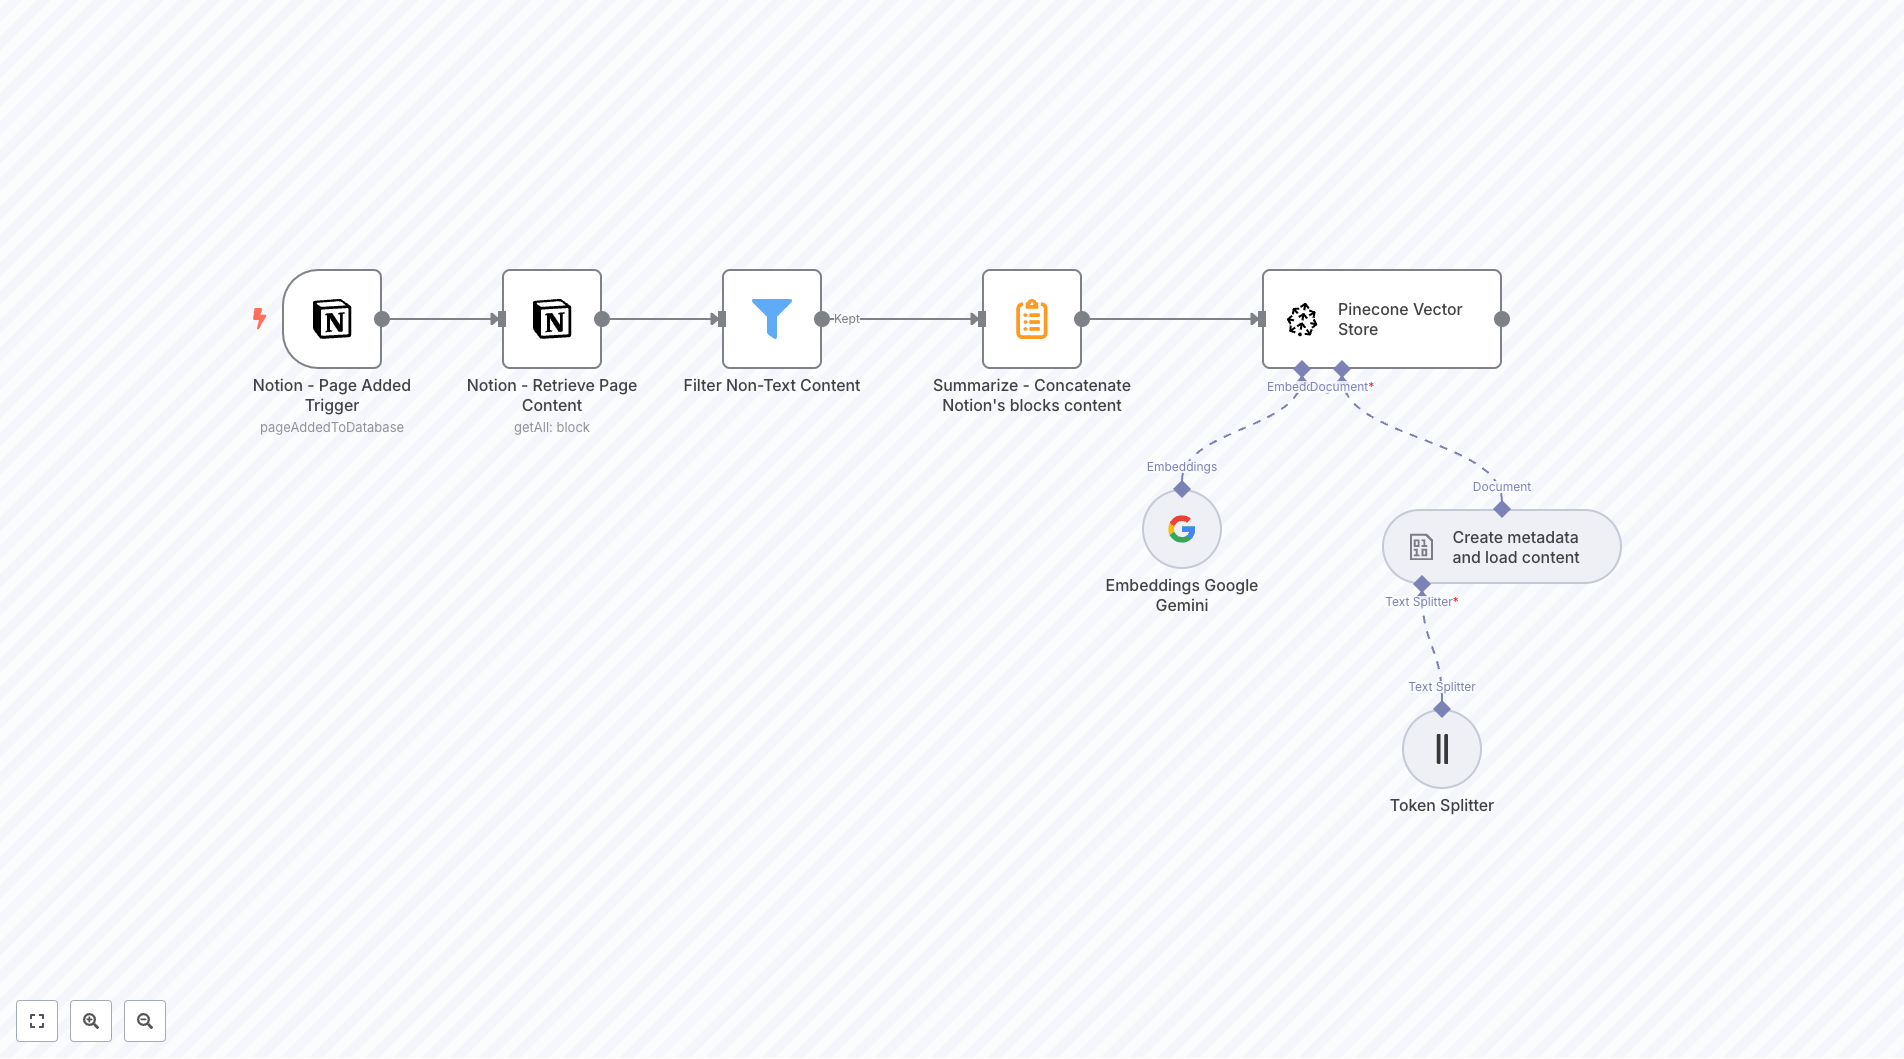 Notion - Page Added
Trigger
pageAddedToDatabase
Notion - Retrieve Page
Content
getAll: block
Filter Non-Text Content
Kept
Summarize - Concatenate
Notion's blocks content
Pinecone Vector
Store
Embed
Document*
Embeddings
Embeddings Google
Gemini
Document
Create metadata
and load content
Text Splitter*
Text Splitter
Token Splitter